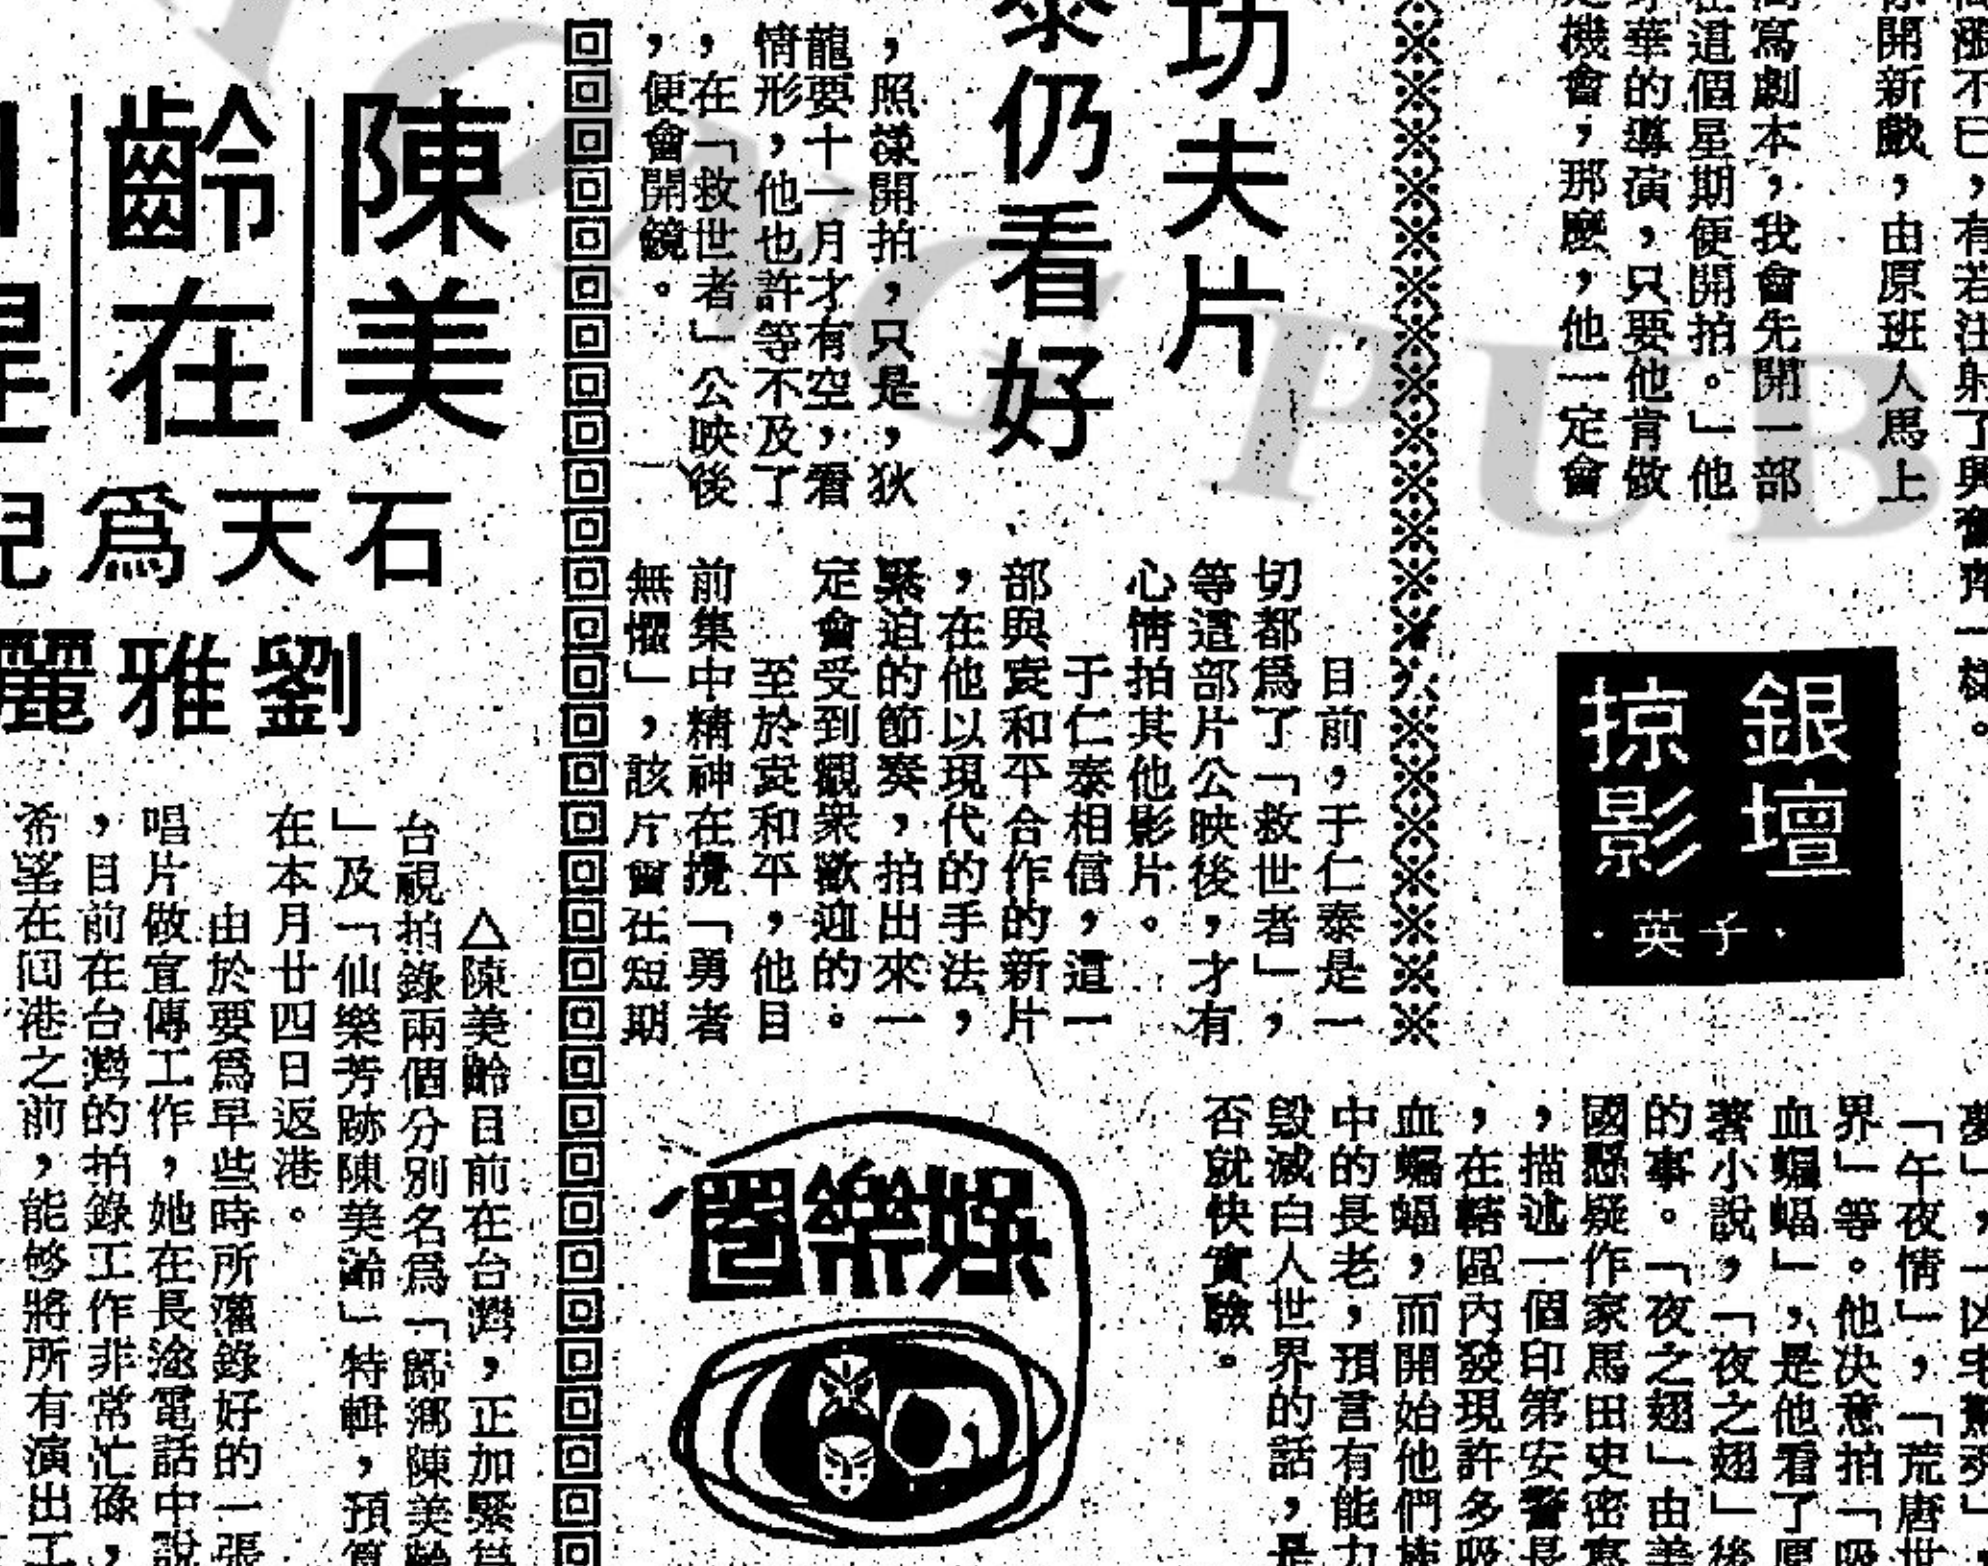 開新戲，由原班人馬上
寫劇本，我會先開一部
在這個星期便開拍。」他
華的導演，只要他肯做
機會，那麼，他一定會
銀壇
掠影
·英子·
「午夜情」，「荒唐世
界」等。他決意拍「吸
血蝙蝠」，是他看了原
著小說，「夜之翅」後
的事。「夜之翅」由美
國懸疑作家馬田史密寫
，描述一個印第安警長
，在轄區內發現許多吸
血蝙蝠，而開始他們族
中的長老，預言有能力
毀滅白人世界的話，是
否就快實驗。
功夫片
泰仍看好
目前，于仁泰是一
切都爲了「救世者」，
等這部片公映後，才有
心情拍其他影片。
于仁泰相信，這一
部與袁和平合作的新片
，在他以現代的手法，
緊迫的節奏，拍出來一
定會受到觀衆歡迎的。
至於袁和平，他目
前集中精神在攪「勇者
無懼」，該片會在短期
，照樣開拍，只是，狄
龍要十一月才有空，看
情形，他也許等不及了
，在「救世者」公映後
，便會開鏡。
娛樂圈
陳美
齡在
石天爲
劉雅麗
△陳美齡目前在台灣，正加緊爲
台視拍錄兩個分別名爲「歸鄉陳美齡
」及「仙樂芳跡陳美齡」特輯，預算
在本月廿四日返港。
由於要爲早些時所灌錄好的一張
唱片做宣傳工作，她在長途電話中說
，目前在台灣的拍錄工作非常忙碌，
希望在囘港之前，能够將所有演出工